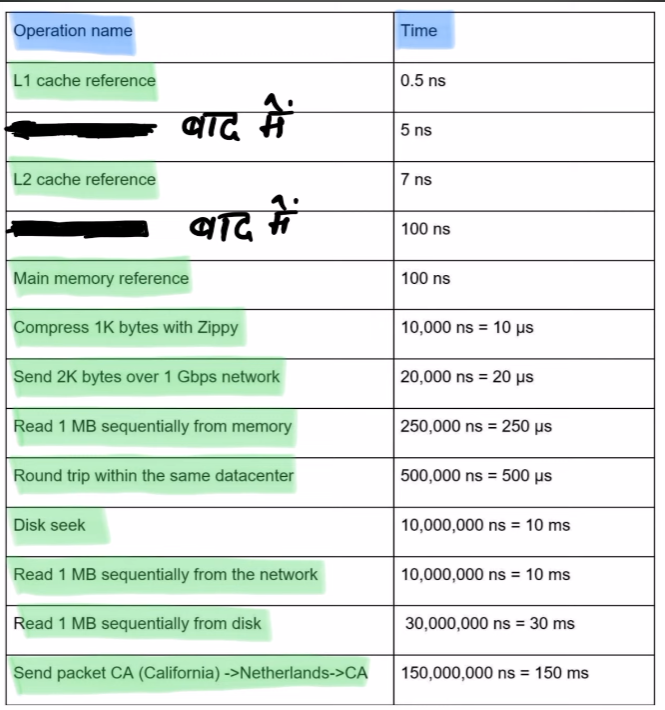 Operation name Time
L1 cache reference 0.5 ns
बाद में 5 ns
L2 cache reference 7 ns
बाद में 100 ns
Main memory reference 100 ns
Compress 1K bytes with Zippy 10,000 ns = 10 μs
Send 2K bytes over 1 Gbps network 20,000 ns = 20 μs
Read 1 MB sequentially from memory 250,000 ns = 250 μs
Round trip within the same datacenter 500,000 ns = 500 μs
Disk seek 10,000,000 ns = 10 ms
Read 1 MB sequentially from the network 10,000,000 ns = 10 ms
Read 1 MB sequentially from disk 30,000,000 ns = 30 ms
Send packet CA (California) ->Netherlands->CA 150,000,000 ns = 150 ms